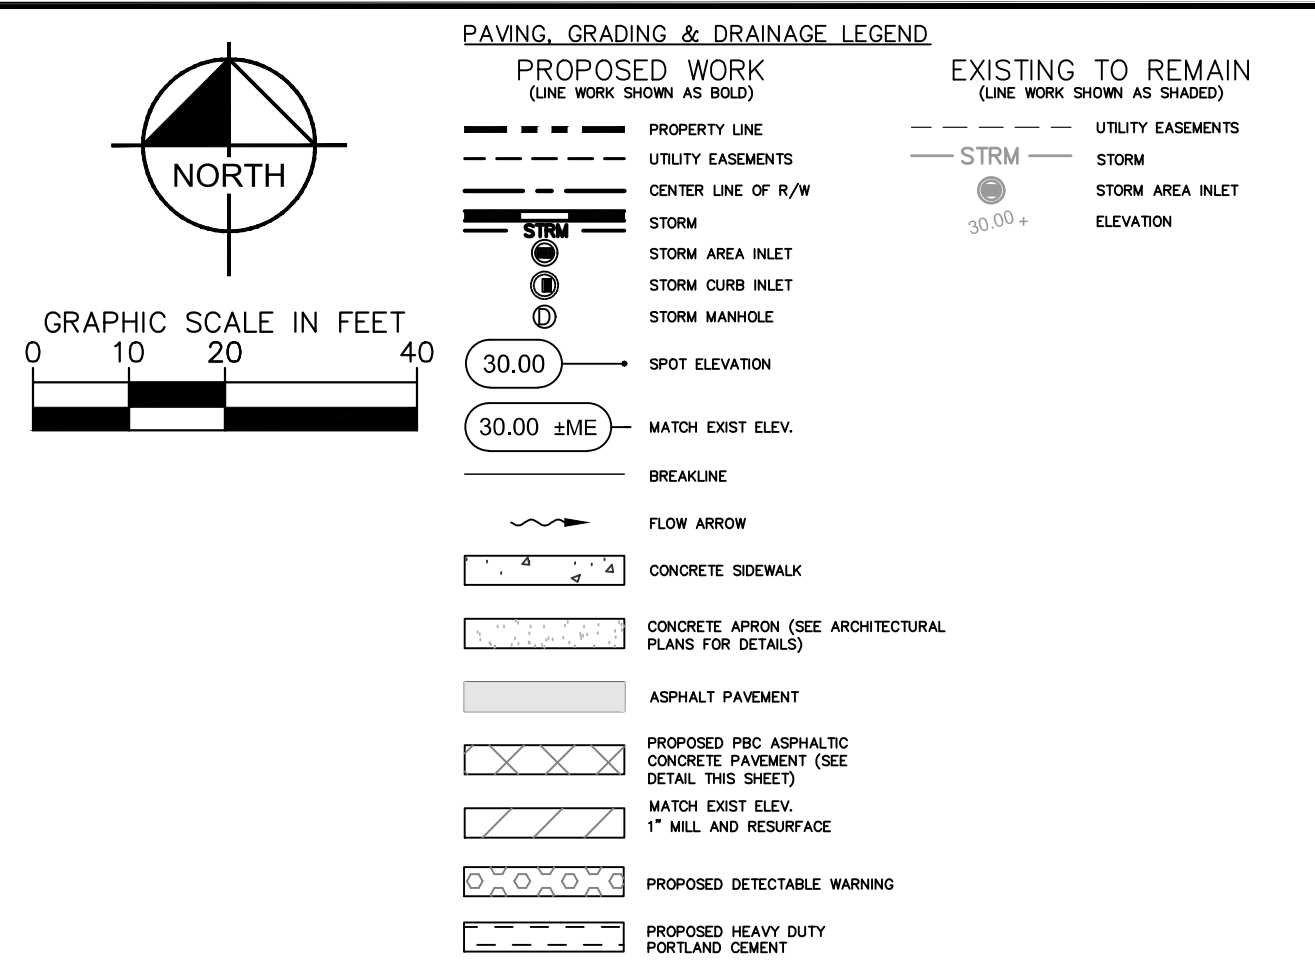 NORTH
GRAPHIC SCALE IN FEET
0 10 20 40
PAVING, GRADING & DRAINAGE LEGEND
PROPOSED WORK
(LINE WORK SHOWN AS BOLD)
PROPERTY LINE
UTILITY EASEMENTS
CENTER LINE OF R/W
STORM
STRM
STORM AREA INLET
STORM CURB INLET
D STORM MANHOLE
30.00 SPOT ELEVATION
30.00 ±ME MATCH EXIST ELEV.
BREAKLINE
FLOW ARROW
CONCRETE SIDEWALK
CONCRETE APRON (SEE ARCHITECTURAL
PLANS FOR DETAILS)
ASPHALT PAVEMENT
PROPOSED PBC ASPHALTIC
CONCRETE PAVEMENT (SEE
DETAIL THIS SHEET)
MATCH EXIST ELEV.
1" MILL AND RESURFACE
PROPOSED DETECTABLE WARNING
PROPOSED HEAVY DUTY
PORTLAND CEMENT
EXISTING TO REMAIN
(LINE WORK SHOWN AS SHADED)
UTILITY EASEMENTS
STRM STORM
STORM AREA INLET
30.00 + ELEVATION